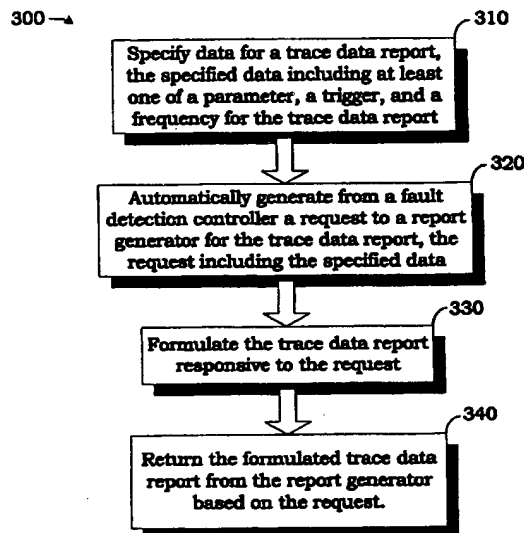 300
310
Specify data for a trace data report,
the specified data including at least
one of a parameter, a trigger, and a
frequency for the trace data report
320
Automatically generate from a fault
detection controller a request to a report
generator for the trace data report, the
request including the specified data
330
Formulate the trace data report
responsive to the request
340
Return the formulated trace data
report from the report generator
based on the request.